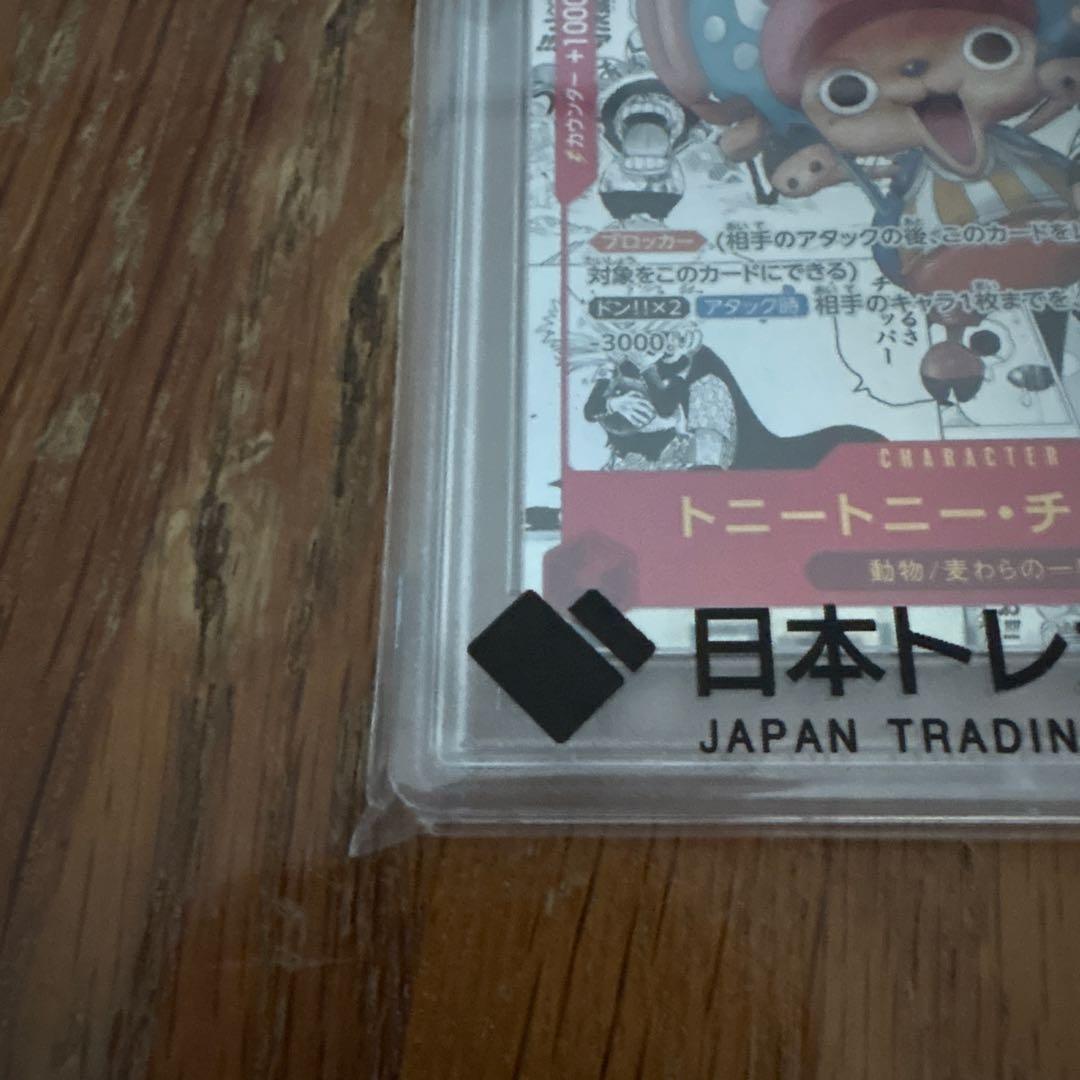 カウンター +1000
ブロッカー (相手のアタックの後、このカードを
対象をこのカードにできる)
ドン!!×2 アタック時 相手のキャラ1枚までを、
-3000。
チョッパー
CHARACTER
トニートニー・チ
動物/麦わらの一
日本トレ
JAPAN TRADIN